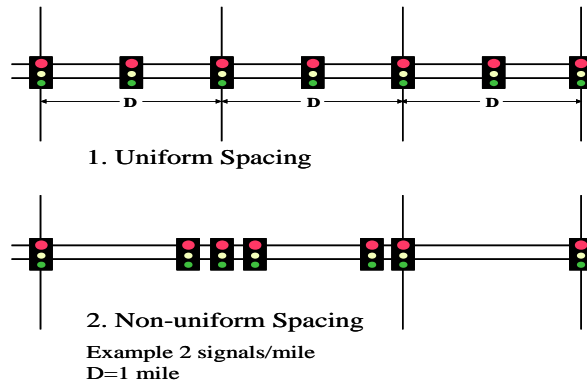 D D D
1. Uniform Spacing
2. Non-uniform Spacing
Example 2 signals/mile
D=1 mile